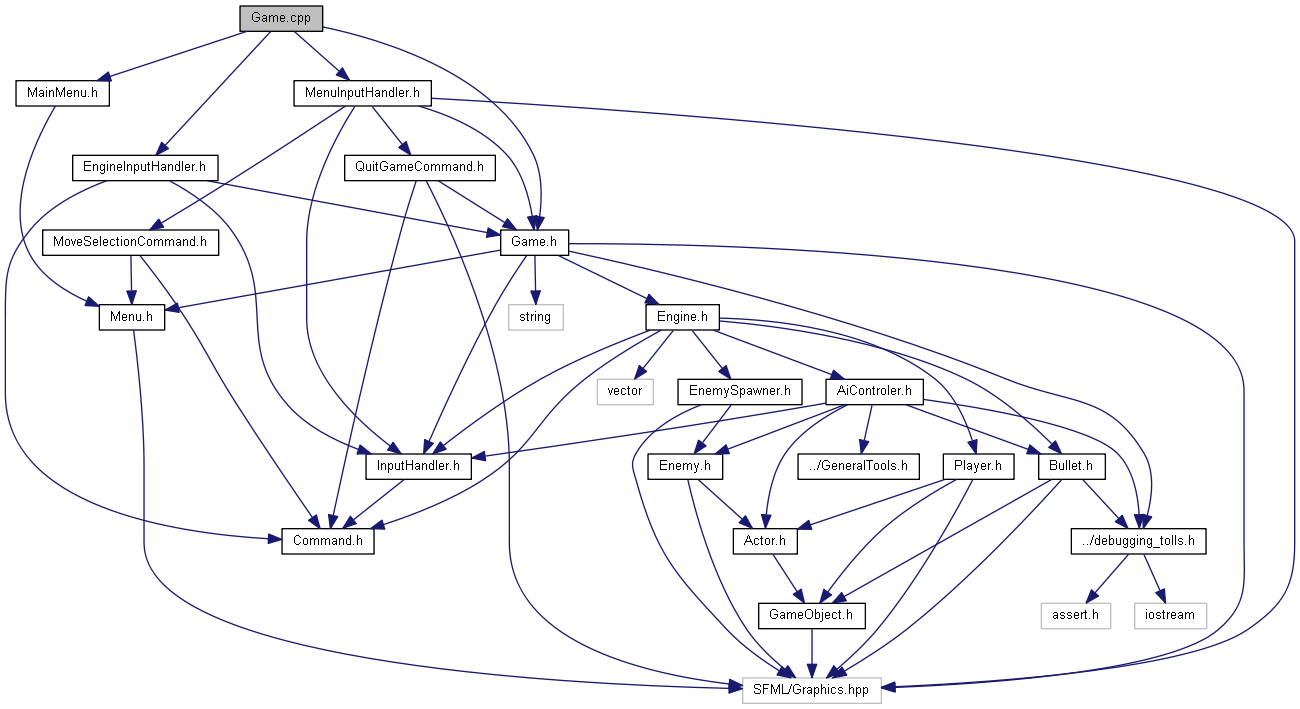 Game.cpp
MainMenu.h
MenuInputHandler.h
EngineInputHandler.h
QuitGameCommand.h
MoveSelectionCommand.h
Game.h
Menu.h
string
Engine.h
vector
EnemySpawner.h
AiControler.h
InputHandler.h
Enemy.h
../GeneralTools.h
Player.h
Bullet.h
Command.h
Actor.h
../debugging_tolls.h
GameObject.h
assert.h
iostream
SFML/Graphics.hpp